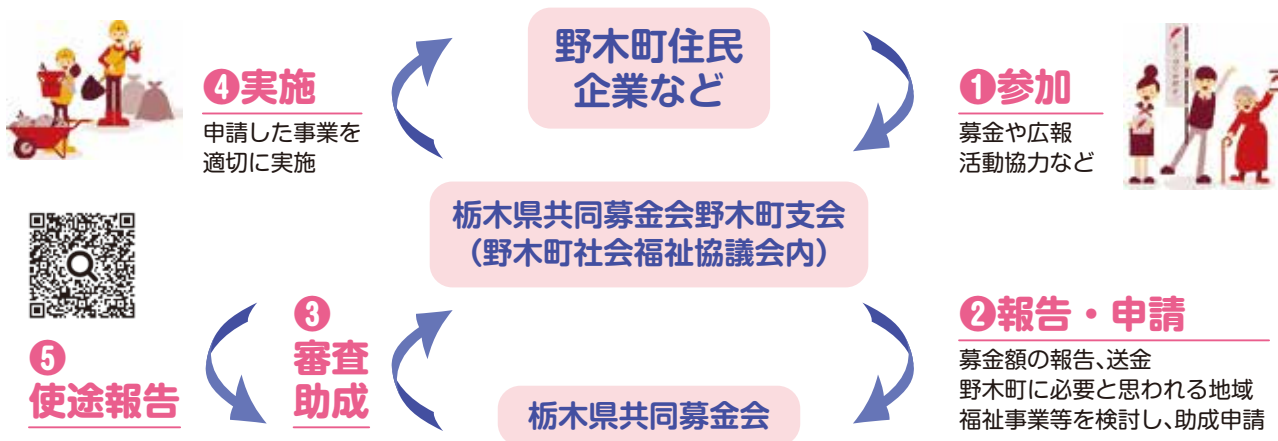 野木町住民
企業など
❶参加
募金や広報
活動協力など
❹実施
申請した事業を
適切に実施
栃木県共同募金会野木町支会
（野木町社会福祉協議会内）
❷報告・申請
募金額の報告、送金
野木町に必要と思われる地域
福祉事業等を検討し、助成申請
❸
審査
助成
❺
使途報告
栃木県共同募金会